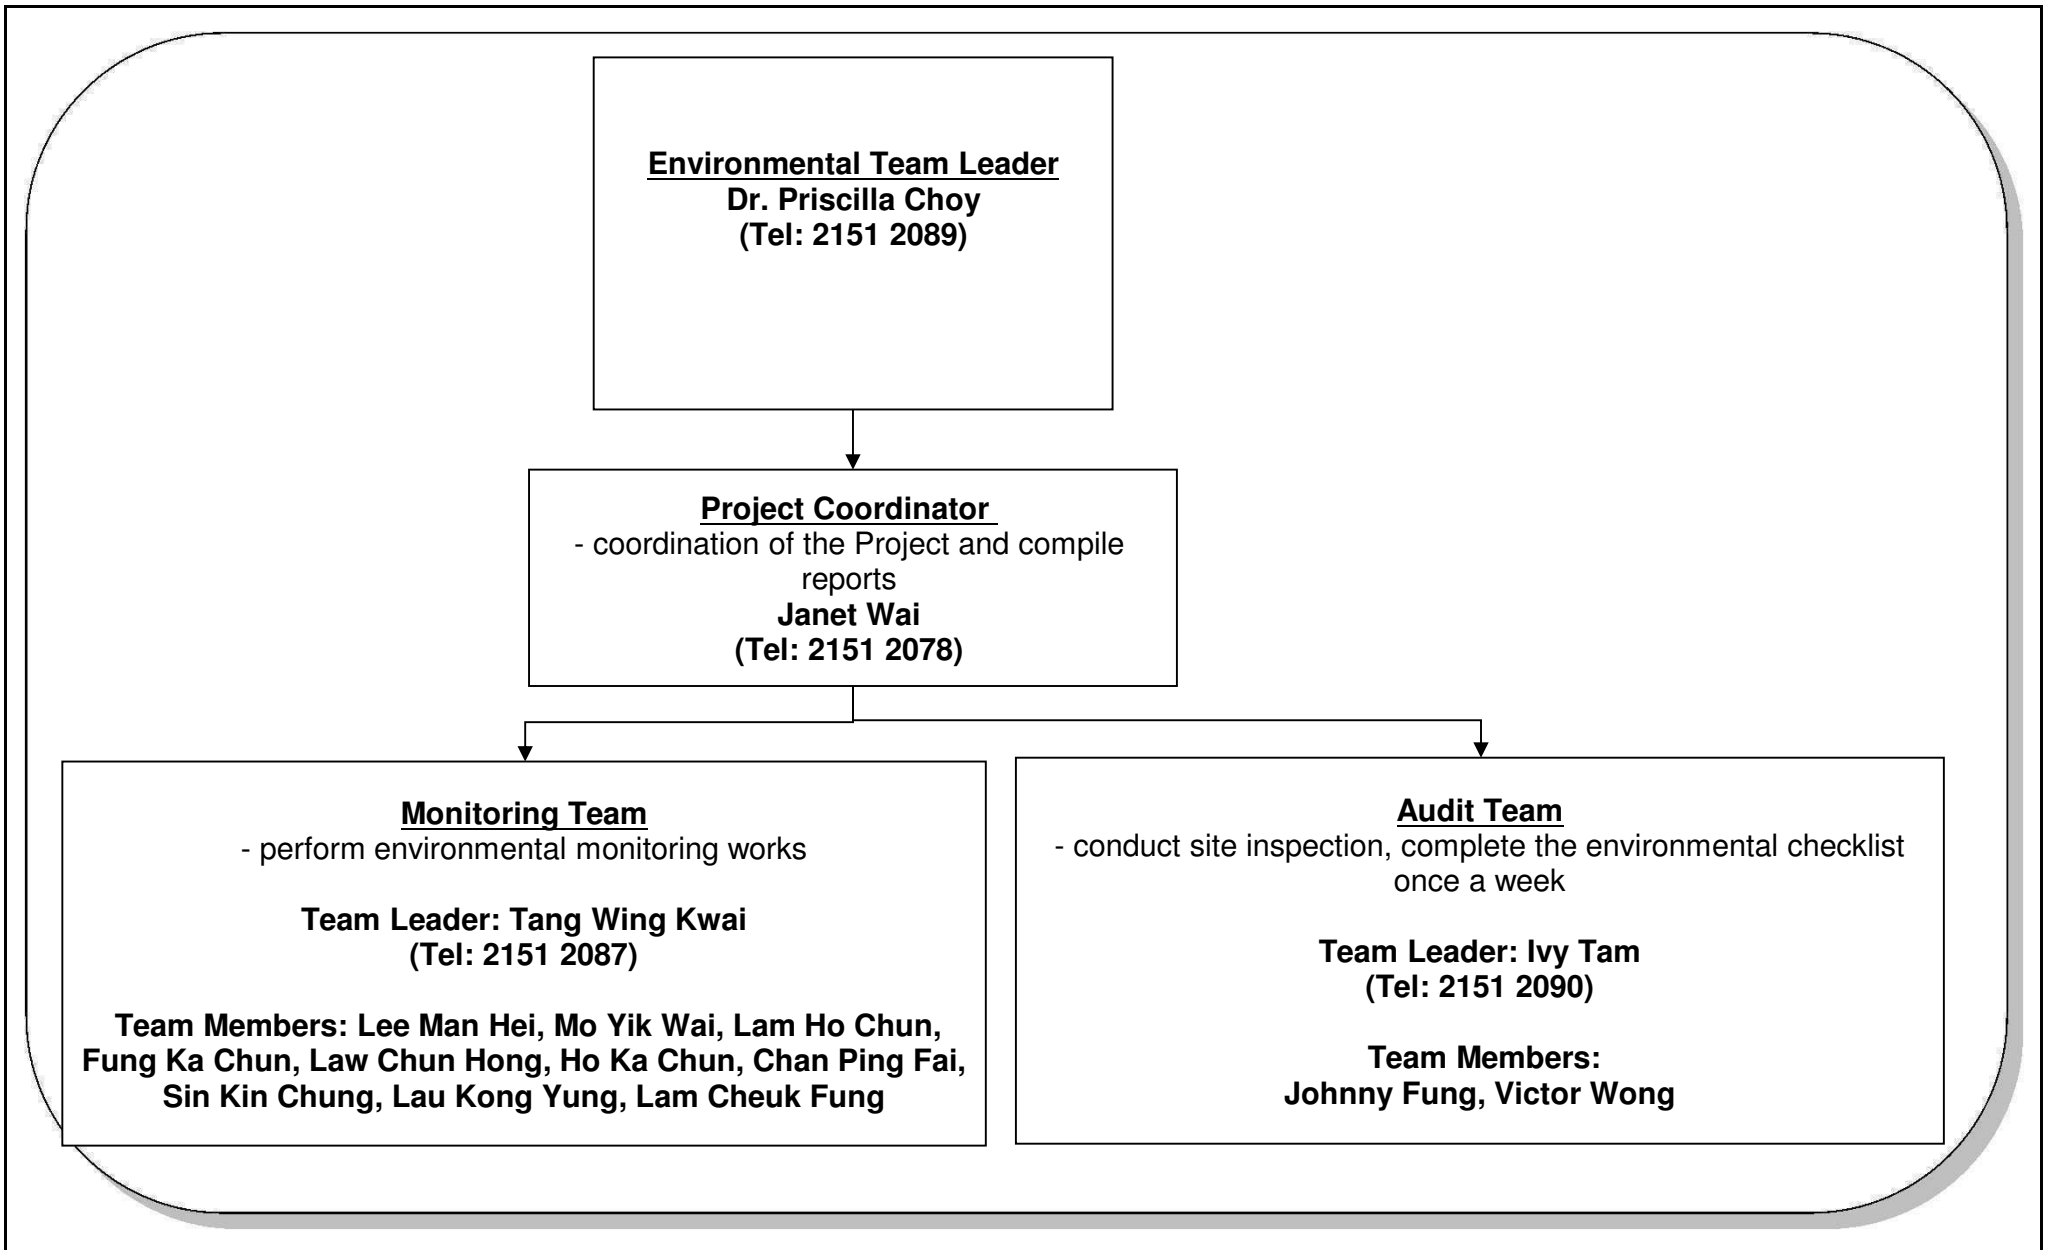 Environmental Team Leader
Dr. Priscilla Choy
(Tel: 2151 2089)
Project Coordinator
- coordination of the Project and compile
reports
Janet Wai
(Tel: 2151 2078)
Monitoring Team
- perform environmental monitoring works
Team Leader: Tang Wing Kwai
(Tel: 2151 2087)
Team Members: Lee Man Hei, Mo Yik Wai, Lam Ho Chun,
Fung Ka Chun, Law Chun Hong, Ho Ka Chun, Chan Ping Fai,
Sin Kin Chung, Lau Kong Yung, Lam Cheuk Fung
Audit Team
- conduct site inspection, complete the environmental checklist
once a week
Team Leader: Ivy Tam
(Tel: 2151 2090)
Team Members:
Johnny Fung, Victor Wong